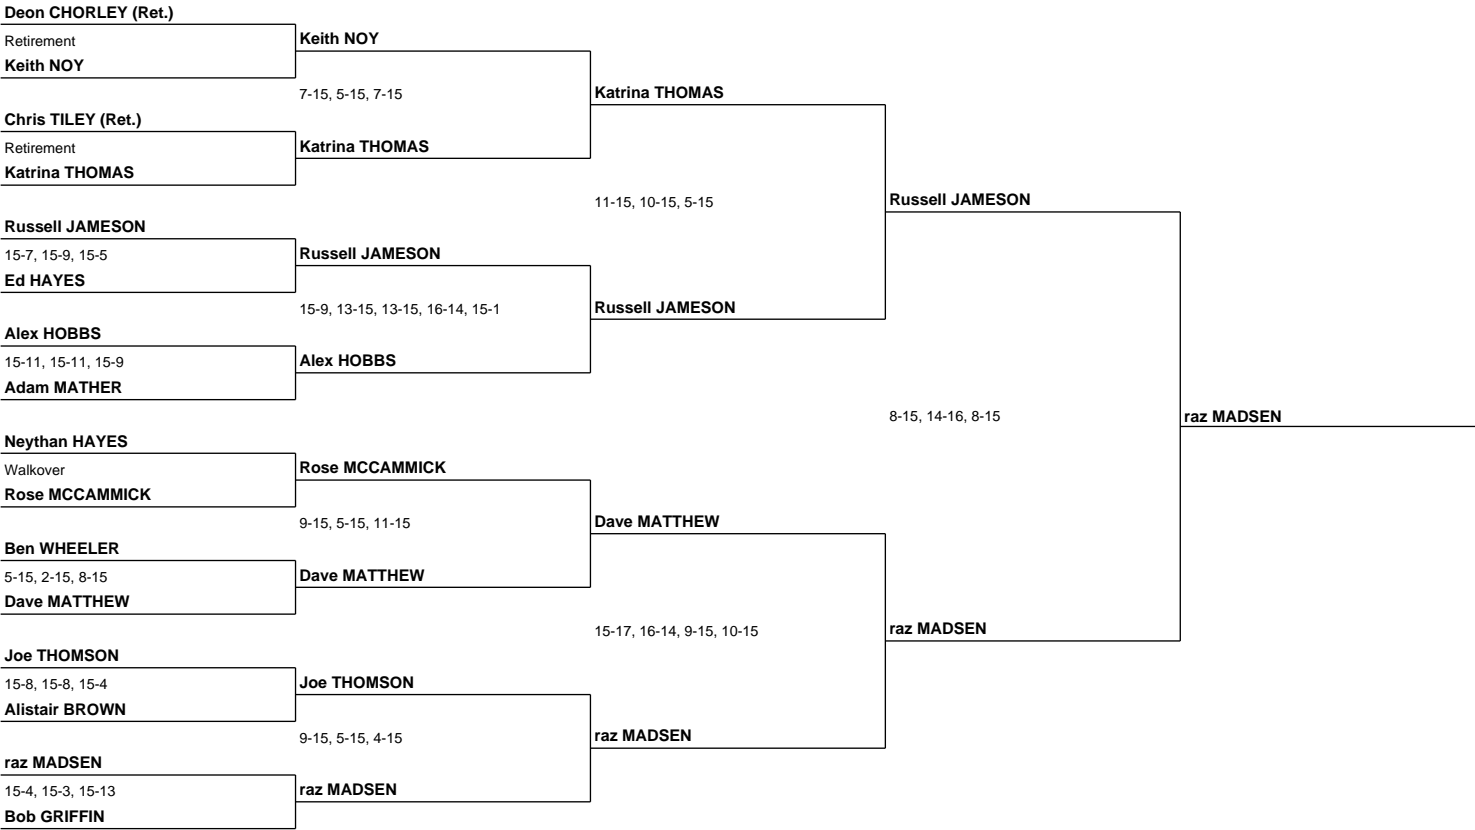 Deon CHORLEY (Ret.)
Retirement
Keith NOY
Chris TILEY (Ret.)
Retirement
Katrina THOMAS
Russell JAMESON
15-7, 15-9, 15-5
Ed HAYES
Alex HOBBS
15-11, 15-11, 15-9
Adam MATHER
Neythan HAYES
Walkover
Rose MCCAMMICK
Ben WHEELER
5-15, 2-15, 8-15
Dave MATTHEW
Joe THOMSON
15-8, 15-8, 15-4
Alistair BROWN
raz MADSEN
15-4, 15-3, 15-13
Bob GRIFFIN
Keith NOY
7-15, 5-15, 7-15
Katrina THOMAS
Russell JAMESON
15-9, 13-15, 13-15, 16-14, 15-1
Alex HOBBS
Rose MCCAMMICK
9-15, 5-15, 11-15
Dave MATTHEW
Joe THOMSON
9-15, 5-15, 4-15
raz MADSEN
Katrina THOMAS
11-15, 10-15, 5-15
Russell JAMESON
Dave MATTHEW
15-17, 16-14, 9-15, 10-15
raz MADSEN
Russell JAMESON
8-15, 14-16, 8-15
raz MADSEN
raz MADSEN